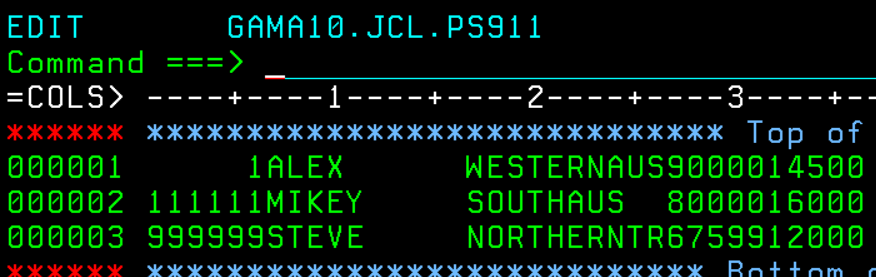 EDIT       GAMA10.JCL.PS911
Command ===> _
=COLS> ----+----1----+----2----+----3----+--
****** ***************************** Top of
000001      1ALEX      WESTERNAUS9000014500
000002 111111MIKEY     SOUTHAUS  8000016000
000003 999999STEVE     NORTHERNTR6759912000
****** **************************** Bottom